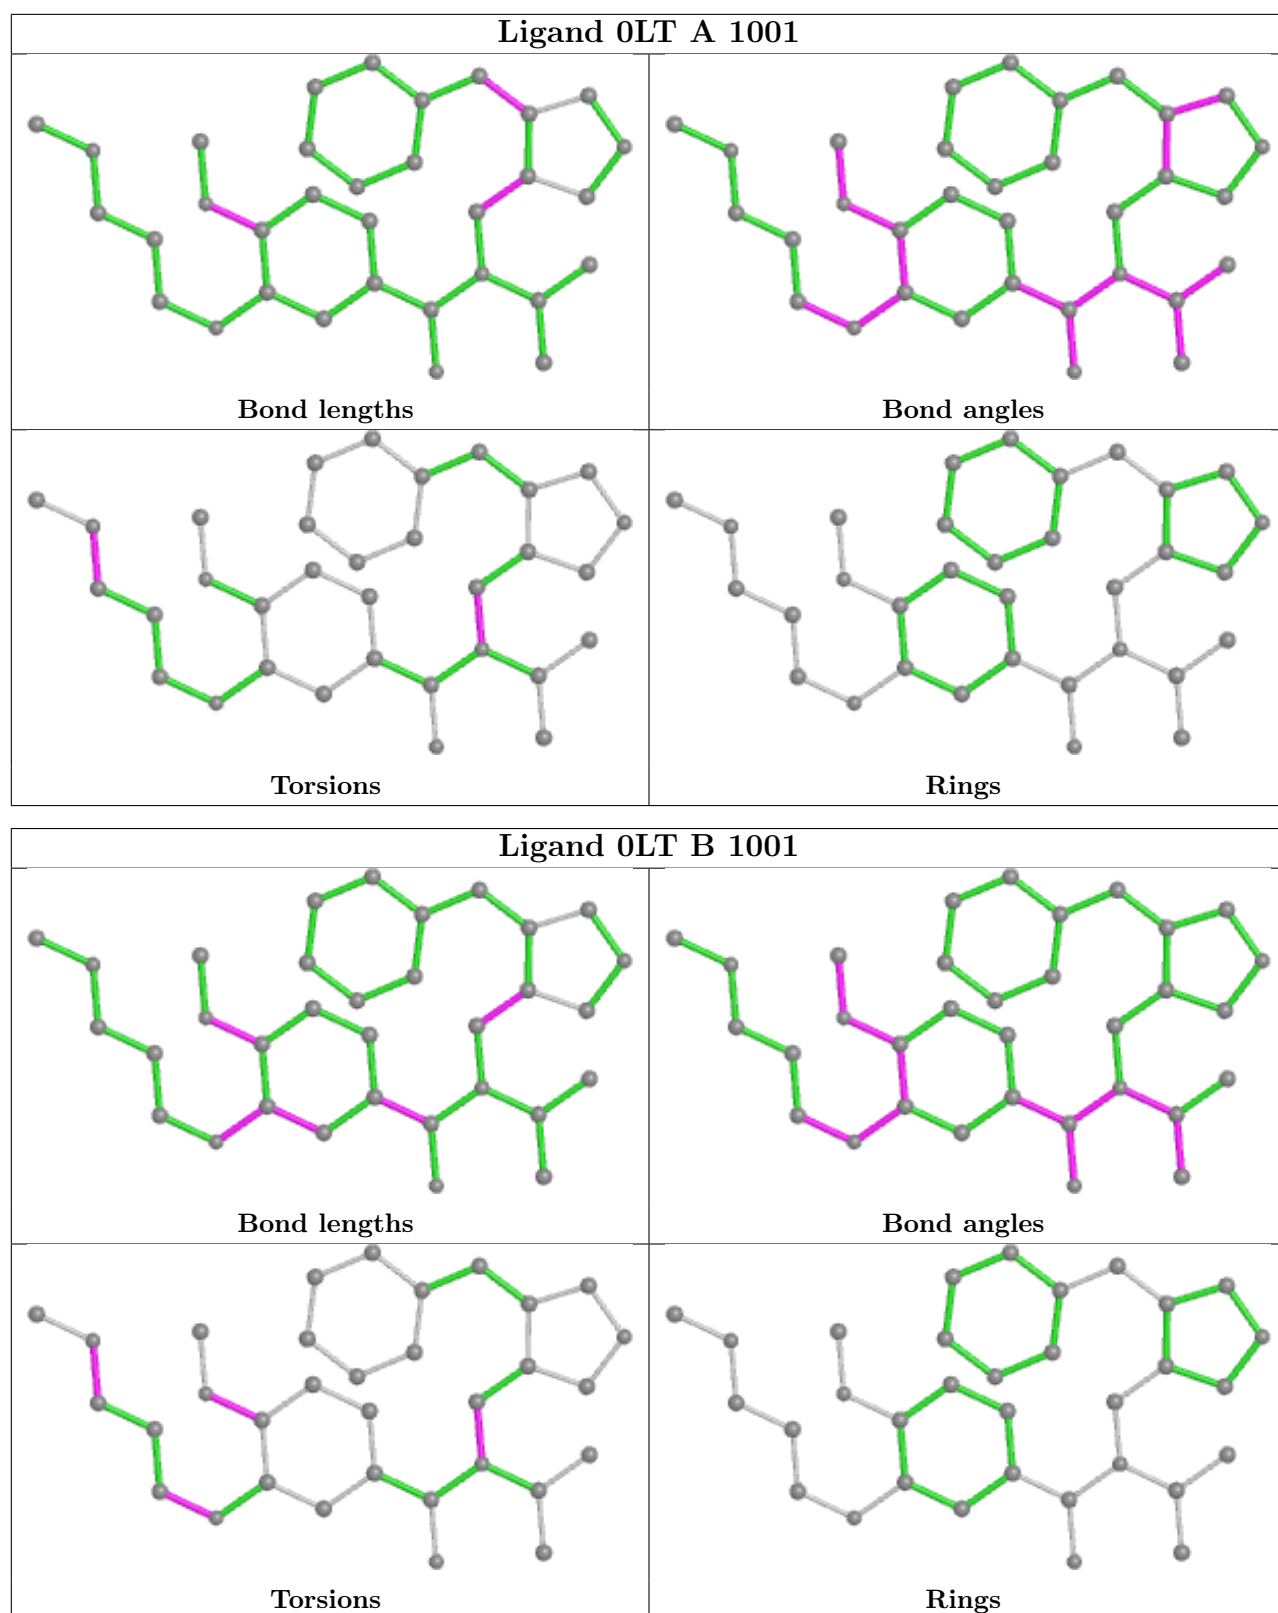 Ligand 0LT A 1001
Bond lengths
Bond angles
Torsions
Rings
Ligand 0LT B 1001
Bond lengths
Bond angles
Torsions
Rings